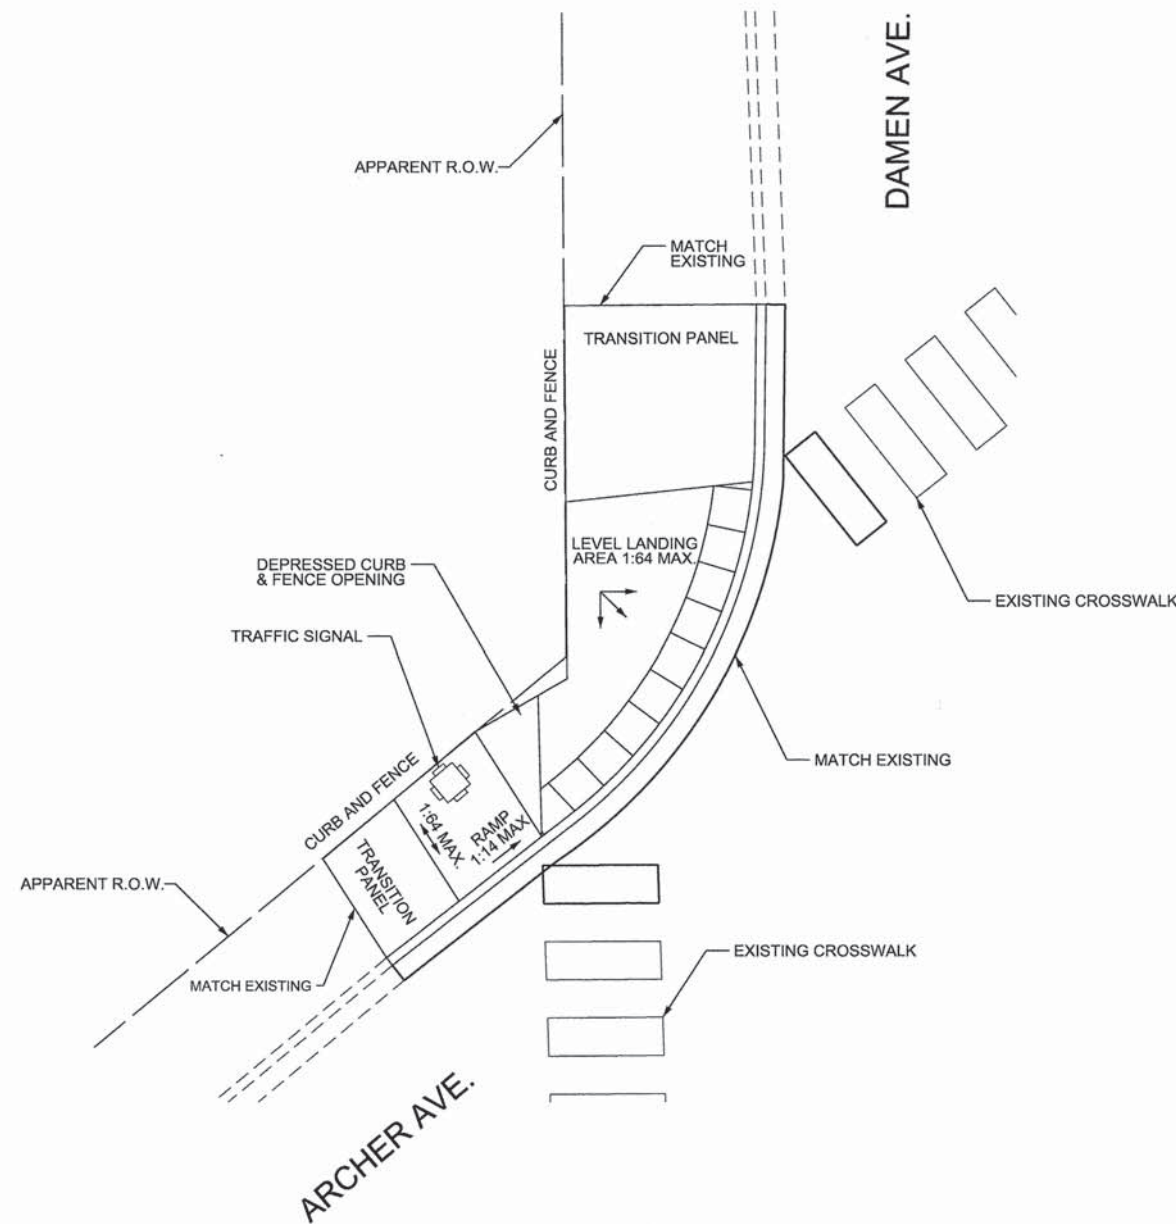 DAMEN AVE.
APPARENT R.O.W.
MATCH
EXISTING
TRANSITION PANEL
CURB AND FENCE
LEVEL LANDING
AREA 1:64 MAX.
DEPRESSED CURB
& FENCE OPENING
EXISTING CROSSWALK
TRAFFIC SIGNAL
MATCH EXISTING
CURB AND FENCE
1:64 MAX.
RAMP
1:14 MAX
TRANSITION
PANEL
APPARENT R.O.W.
EXISTING CROSSWALK
MATCH EXISTING
ARCHER AVE.